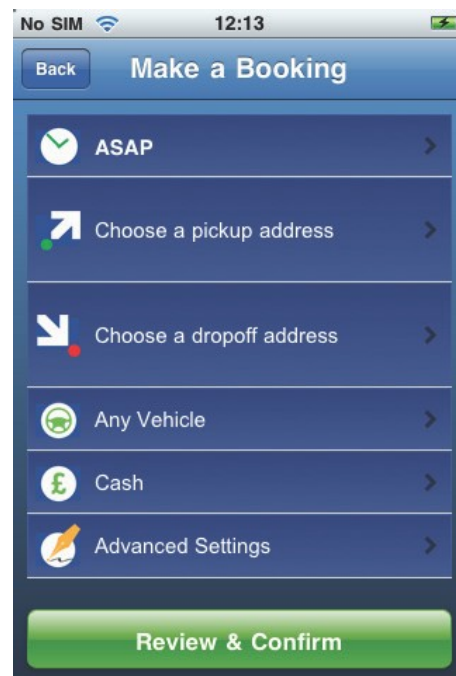 No SIM 12:13
Back Make a Booking
ASAP
Choose a pickup address
Choose a dropoff address
Any Vehicle
£ Cash
Advanced Settings
Review & Confirm